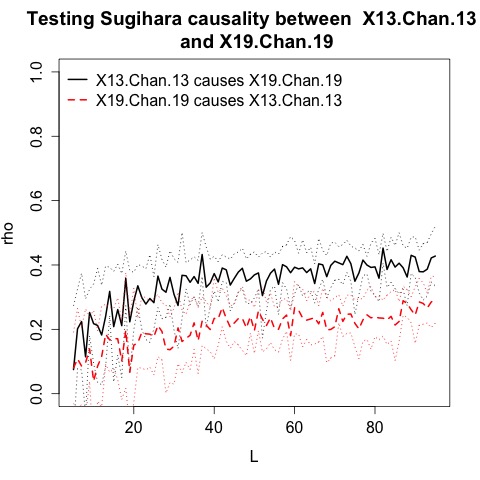 Testing Sugihara causality between  X13.Chan.13
and X19.Chan.19
X13.Chan.13 causes X19.Chan.19
X19.Chan.19 causes X13.Chan.13
1.0
0.8
0.6
0.4
0.2
0.0
rho
20 40 60 80
L